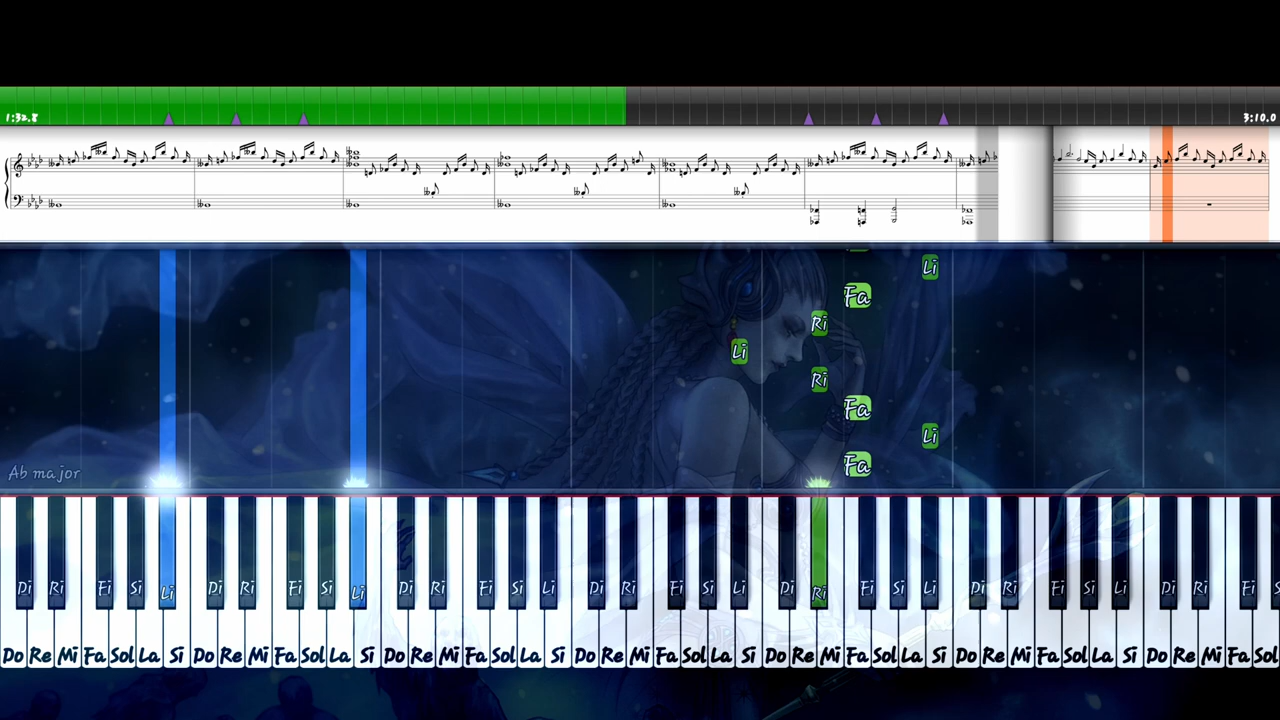 1:32.8 3:10.0
Li
Fa
Ri
Li
Ri
Fa
Li
Fa
Ab major
Di Ri Fi Si Li Di Ri Fi Si Li Di Ri Fi Si Li Di Ri Fi Si Li Di Ri Fi Si Li Di Ri Fi Si Li Di Ri Fi S
Do Re Mi Fa Sol La Si Do Re Mi Fa Sol La Si Do Re Mi Fa Sol La Si Do Re Mi Fa Sol La Si Do Re Mi Fa Sol La Si Do Re Mi Fa Sol La Si Do Re Mi Fa Sol